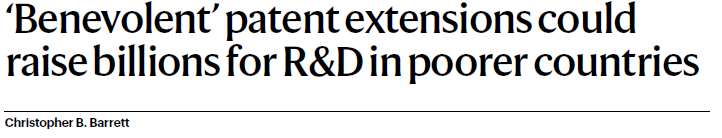 ‘Benevolent’ patent extensions could
raise billions for R&D in poorer countries
Christopher B. Barrett